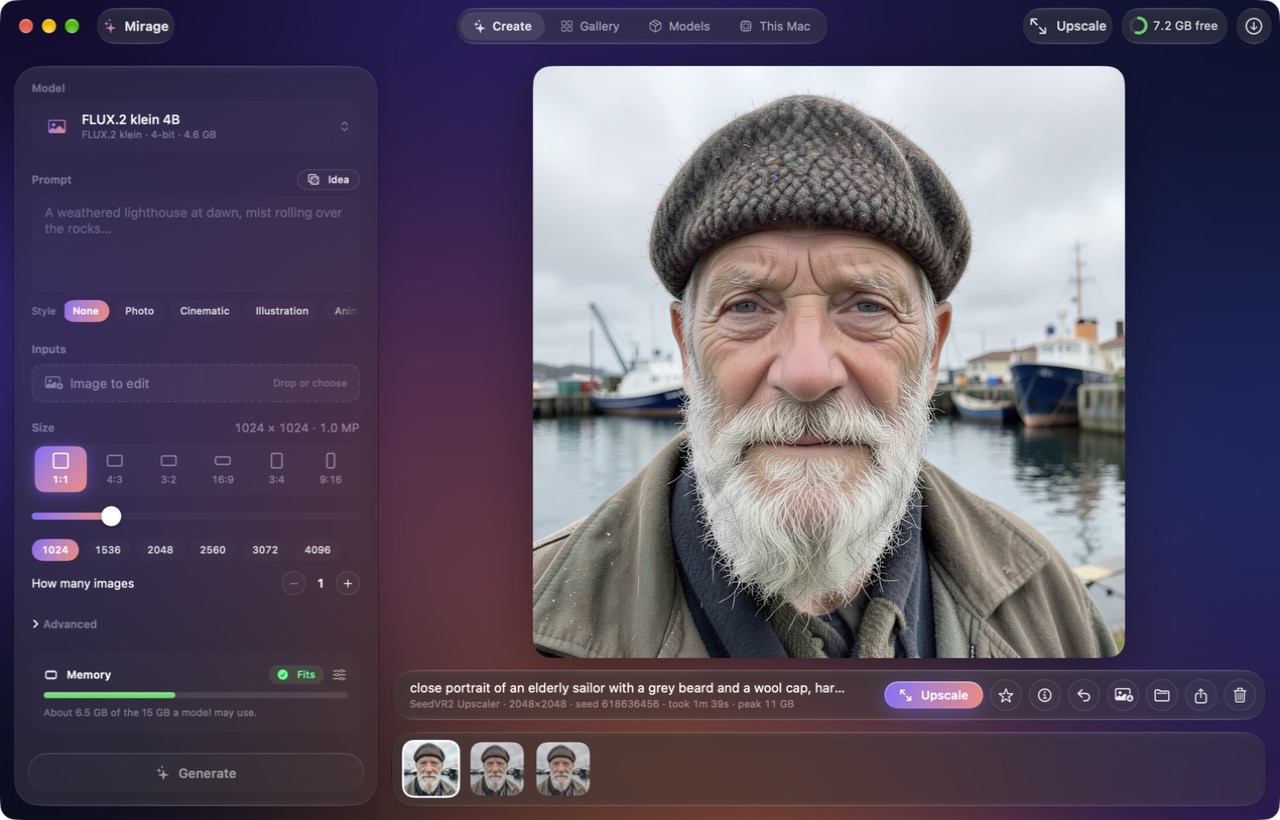 Mirage
Create
Gallery
Models
This Mac
Upscale
7.2 GB free
Model
FLUX.2 klein 4B
FLUX.2 klein · 4-bit · 4.6 GB
Prompt
Idea
A weathered lighthouse at dawn, mist rolling over
the rocks...
Style
None
Photo
Cinematic
Illustration
Inputs
Image to edit
Drop or choose
Size
1024 × 1024 · 1.0 MP
1:1
4:3
3:2
16:9
3:4
9:16
1024
1536
2048
2560
3072
4096
How many images
1
Advanced
Memory
Fits
About 6.5 GB of the 15 GB a model may use.
Generate
close portrait of an elderly sailor with a grey beard and a wool cap, har...
SeedVR2 Upscaler · 2048×2048 · seed 618636456 · took 1m 39s · peak 11 GB
Upscale